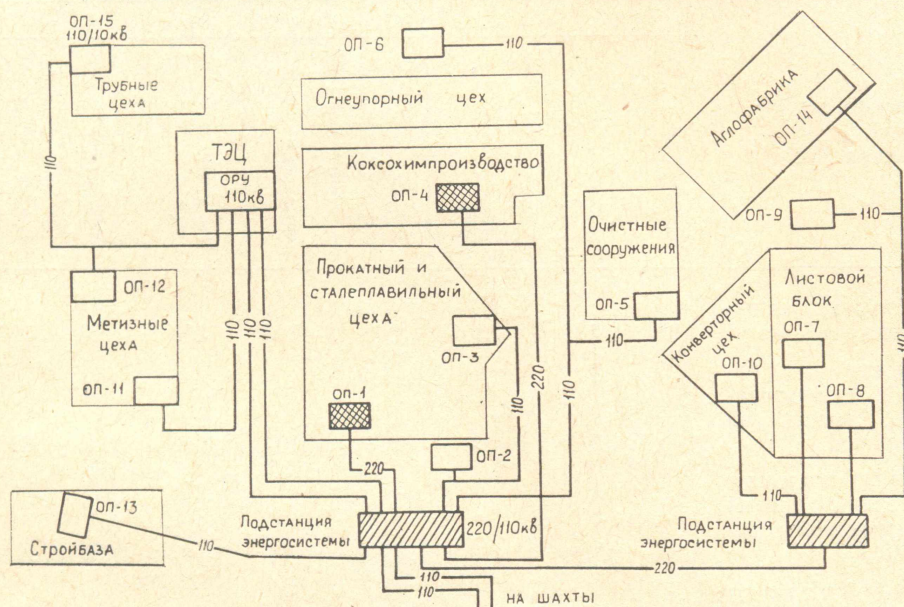 ОП-15
110/10кв
Трубные
цеха
110
ОП-6
110
Огнеупорный цех
Аглофабрика
ОП-14
ТЭЦ
ОРУ
110кв
Коксохимпроизводство
ОП-4
Очистные
сооружения
ОП-5
110
ОП-9
110
ОП-12
Метизные
цеха
ОП-11
110
110
110
Прокатный и
сталеплавильный
цеха
ОП-3
ОП-1
220
110
220
110
ОП-2
Конверторный
цех
ОП-10
Листовой
блок
ОП-7
ОП-8
110
110
ОП-13
Стройбаза
110
Подстанция
энергосистемы
220/110кв
Подстанция
энергосистемы
220
110
110
НА ШАХТЫ